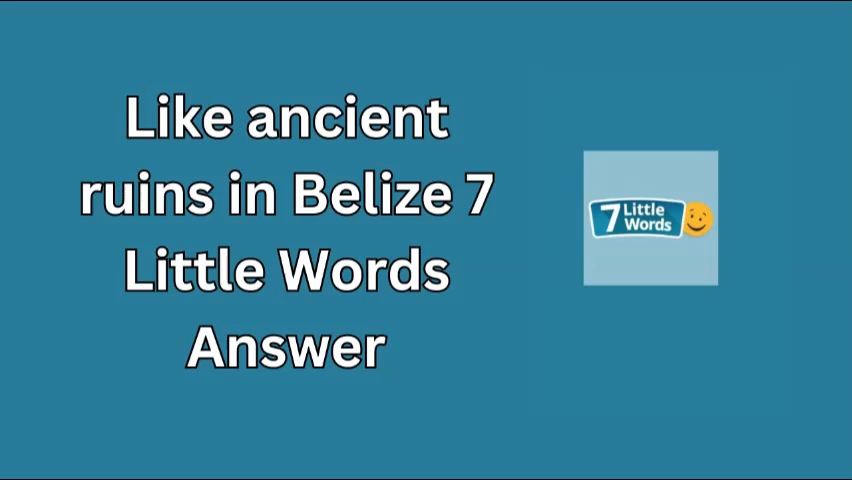 Like ancient
ruins in Belize 7
Little Words
Answer
7 Little
Words